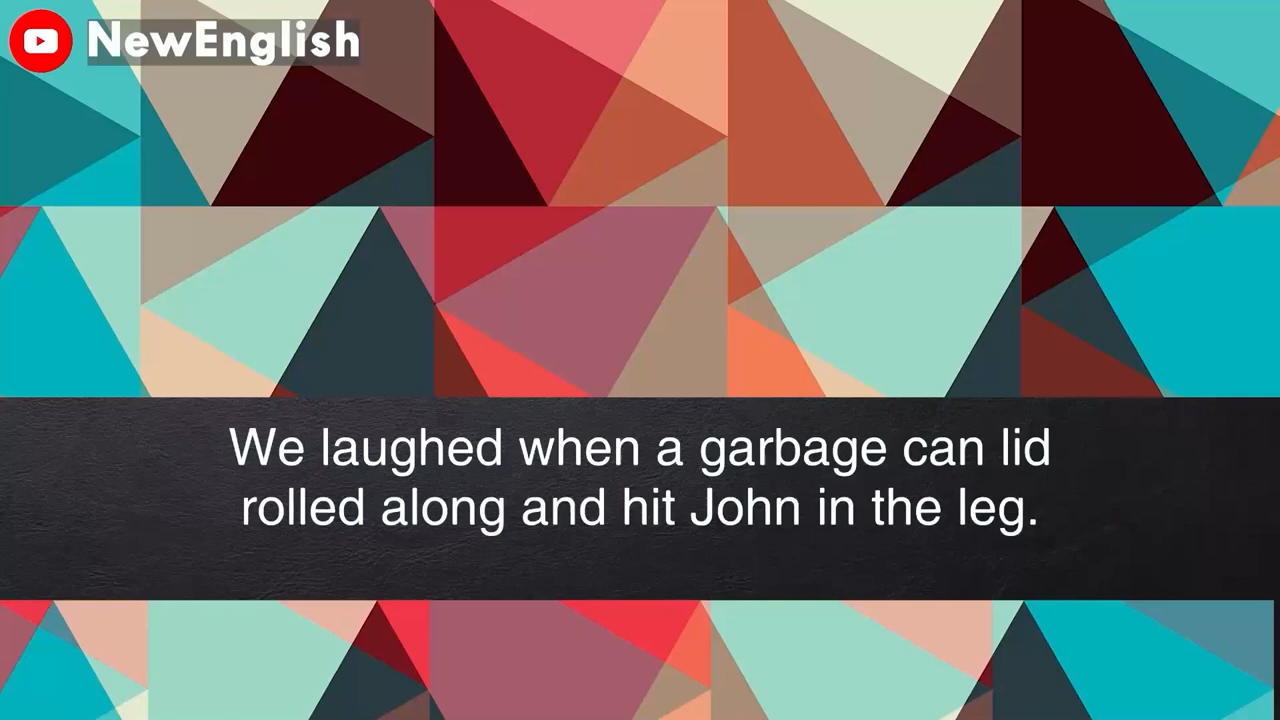 NewEnglish
We laughed when a garbage can lid
rolled along and hit John in the leg.